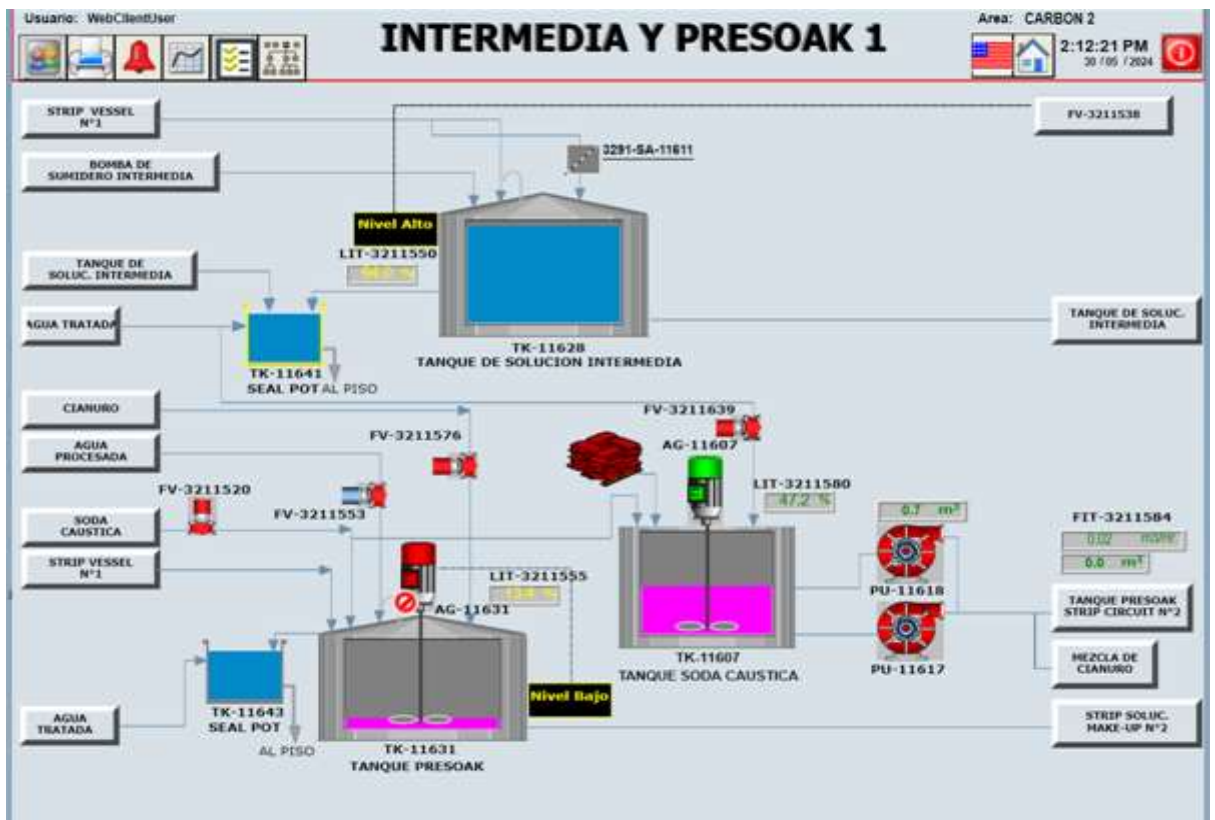 Usuario: WebClientUser
INTERMEDIA Y PRESOAK 1
Area: CARBON 2
2:12:21 PM
30 / 05 / 2024
STRIP VESSEL
N°1
FV-3211538
3291-SA-11611
BOMBA DE
SUMIDERO INTERMEDIA
Nivel Alto
LIT-3211550
%
TANQUE DE
SOLUC. INTERMEDIA
AGUA TRATADA
TANQUE DE SOLUC.
INTERMEDIA
TK-11628
TANQUE DE SOLUCION INTERMEDIA
TK-11641
SEAL POT
AL PISO
CIANURO
FV-3211639
FV-3211576
AG-11607
AGUA
PROCESADA
LIT-3211580
47.2 %
FV-3211520
FV-3211553
0.7 m³
FIT-3211584
0.02
0.0 m³
SODA
CAUSTICA
STRIP VESSEL
N°1
LIT-3211555
%
AG-11631
PU-11618
TANQUE PRESOAK
STRIP CIRCUIT N°2
TK-11607
TANQUE SODA CAUSTICA
PU-11617
MEZCLA DE
CIANURO
Nivel Bajo
TK-11643
SEAL POT
AGUA
TRATADA
AL PISO
STRIP SOLUC.
MAKE-UP N°2
TK-11631
TANQUE PRESOAK